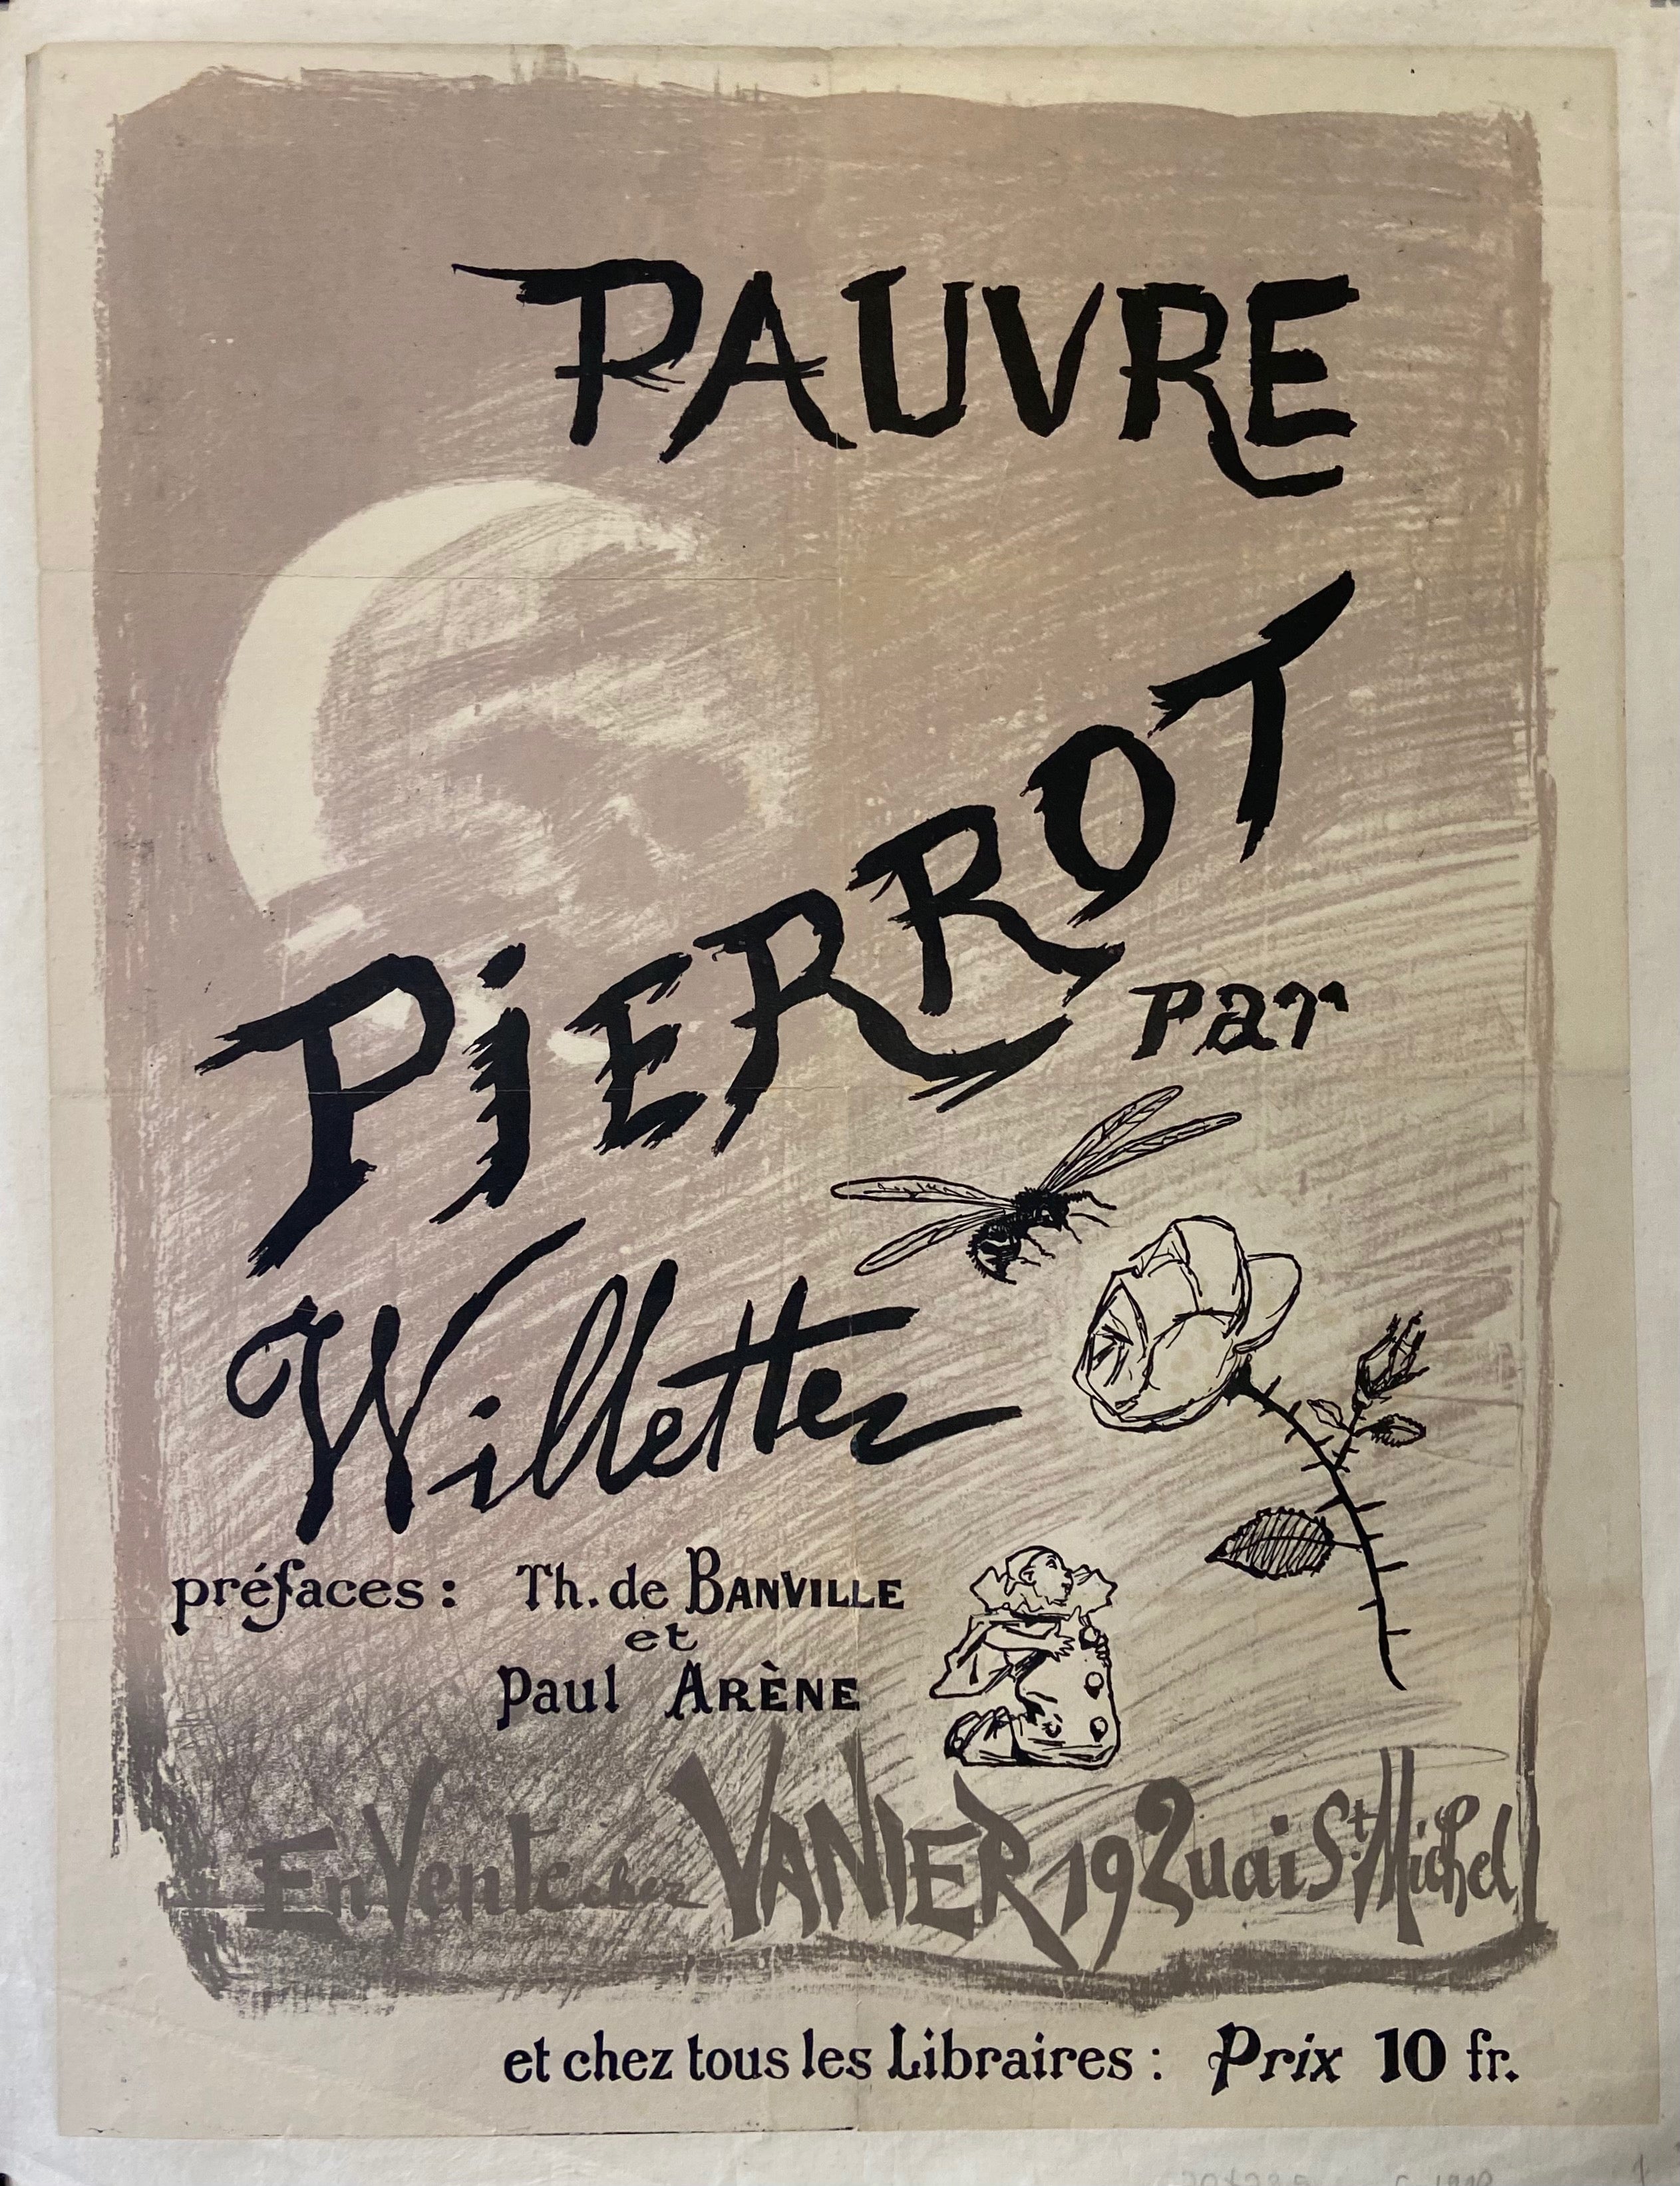 PAUVRE
PiERROT
par
Willette
préfaces : Th. de BANVILLE
et
Paul ARÈNE
En Vente chez VANIER 19 Quai St. Michel
et chez tous les Libraires : Prix 10 fr.